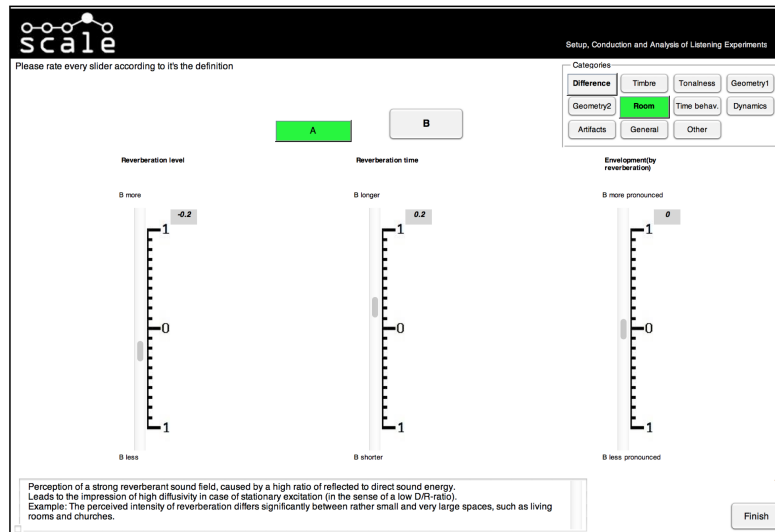 scale
Setup, Conduction and Analysis of Listening Experiments
Please rate every slider according to it's the definition
Categories
Difference Timbre Tonalness Geometry1
Geometry2 Room Time behav. Dynamics
Artifacts General Other
A B
Reverberation level Reverberation time Envelopment(by
reverberation)
B more B longer B more pronounced
-0.2 0.2 0
1 1 1
0 0 0
1 1 1
B less B shorter B less pronounced
Perception of a strong reverberant sound field, caused by a high ratio of reflected to direct sound energy.
Leads to the impression of high diffusivity in case of stationary excitation (in the sense of a low D/R-ratio).
Example: The perceived intensity of reverberation differs significantly between rather small and very large spaces, such as living
rooms and churches.
Finish